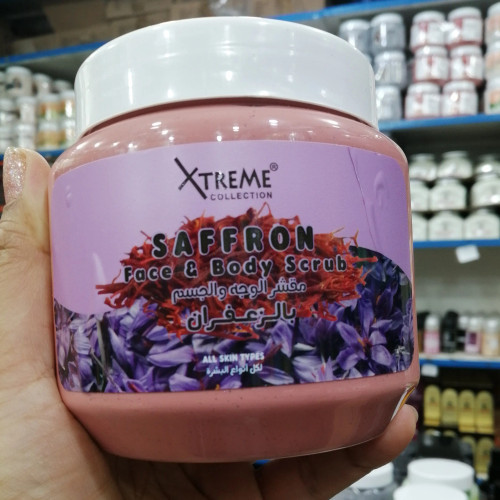 XTREME®
COLLECTION
SAFFRON
Face & Body Scrub
مقشر الوجه والجسم
بالزعفران
ALL SKIN TYPES
لكل أنواع البشرة